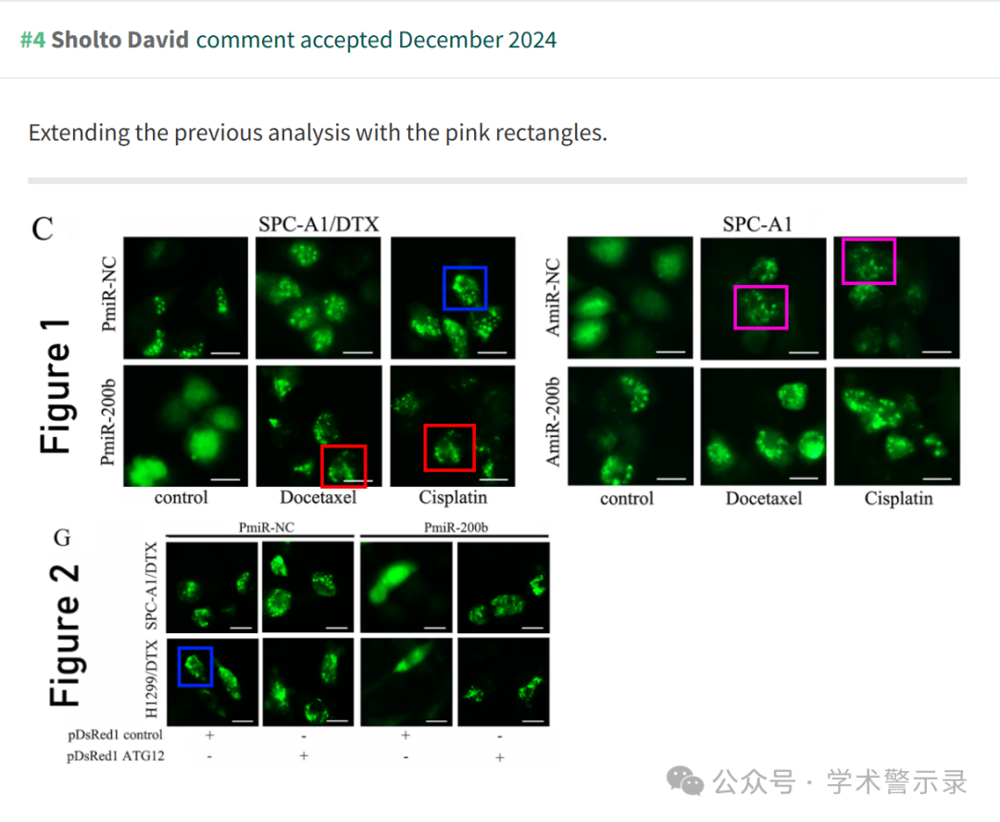 #4 Sholto David comment accepted December 2024
Extending the previous analysis with the pink rectangles.
C
SPC-A1/DTX
SPC-A1
Figure 1
PmiR-NC
AmiR-NC
PmiR-200b
AmiR-200b
control Docetaxel Cisplatin
control Docetaxel Cisplatin
G
Figure 2
PmiR-NC PmiR-200b
SPC-A1/DTX
H1299/DTX
pDsRed1 control + - + -
pDsRed1 ATG12 - + - +
公众号 · 学术警示录